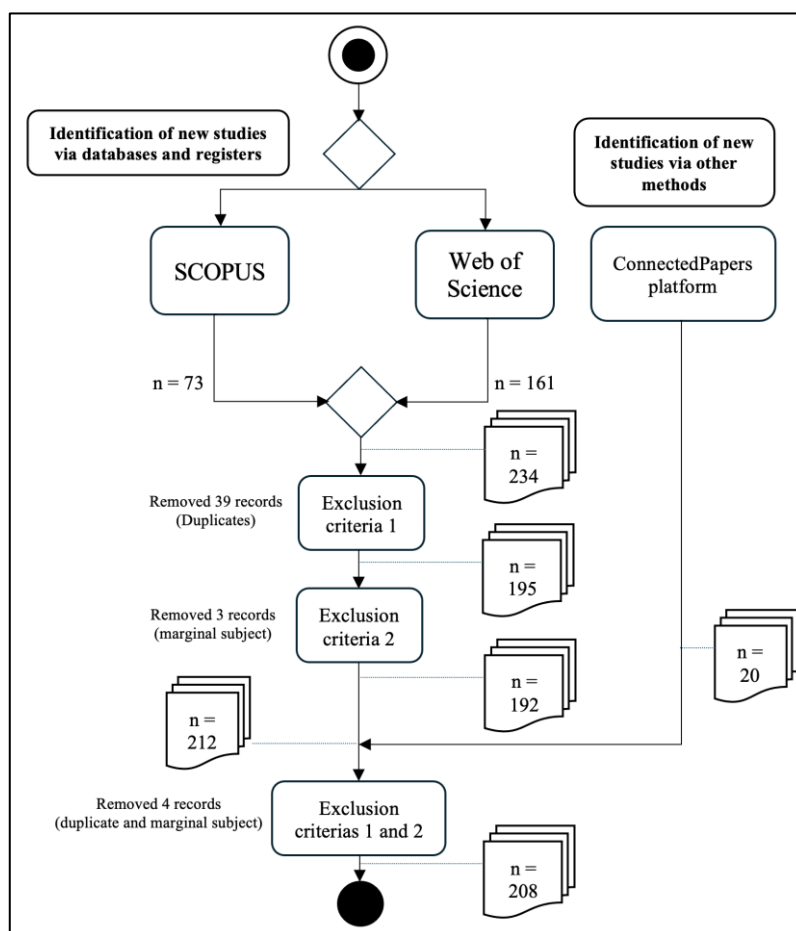 Identification of new studies
via databases and registers
Identification of new
studies via other
methods
SCOPUS
Web of
Science
ConnectedPapers
platform
n = 73
n = 161
n =
234
Removed 39 records
(Duplicates)
Exclusion
criteria 1
n =
195
Removed 3 records
(marginal subject)
Exclusion
criteria 2
n =
192
n =
20
n =
212
Removed 4 records
(duplicate and marginal subject)
Exclusion
criterias 1 and 2
n =
208